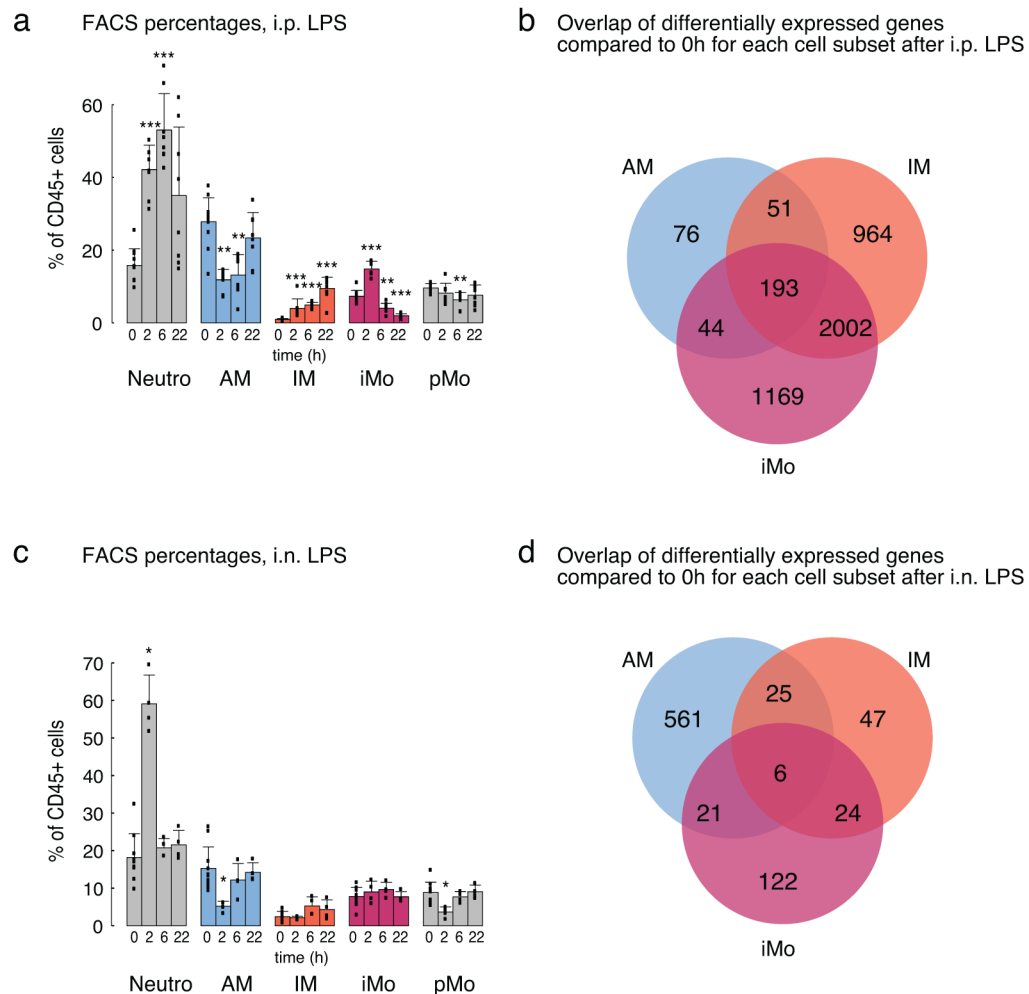 a
FACS percentages, i.p. LPS
% of CD45+ cells
60
40
20
0
***
***
**
**
***
***
***
***
**
***
**
0 2 6 22
0 2 6 22
0 2 6 22
0 2 6 22
0 2 6 22
time (h)
Neutro
AM
IM
iMo
pMo
b
Overlap of differentially expressed genes
compared to 0h for each cell subset after i.p. LPS
AM
IM
51
76
964
193
44
2002
1169
iMo
c
FACS percentages, i.n. LPS
% of CD45+ cells
70
60
50
40
30
20
10
0
*
*
*
0 2 6 22
0 2 6 22
0 2 6 22
0 2 6 22
0 2 6 22
time (h)
Neutro
AM
IM
iMo
pMo
d
Overlap of differentially expressed genes
compared to 0h for each cell subset after i.n. LPS
AM
IM
25
561
47
6
21
24
122
iMo